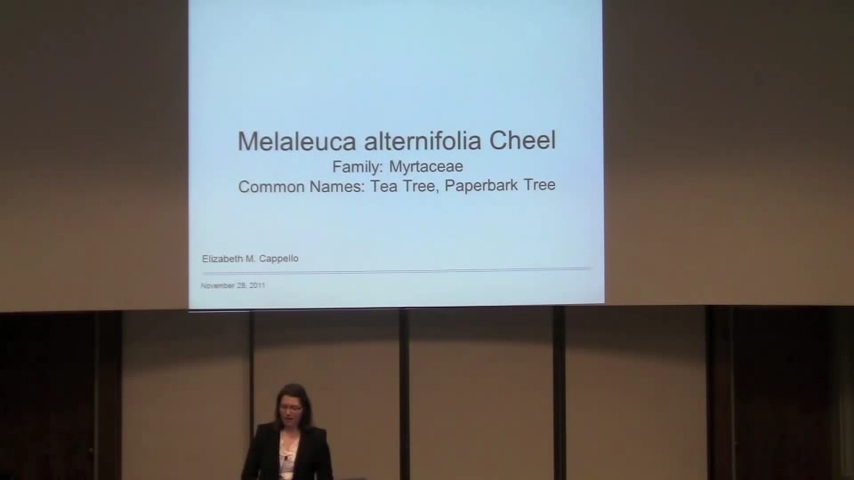 Melaleuca alternifolia Cheel
Family: Myrtaceae
Common Names: Tea Tree, Paperbark Tree
Elizabeth M. Cappello
November 28, 2011